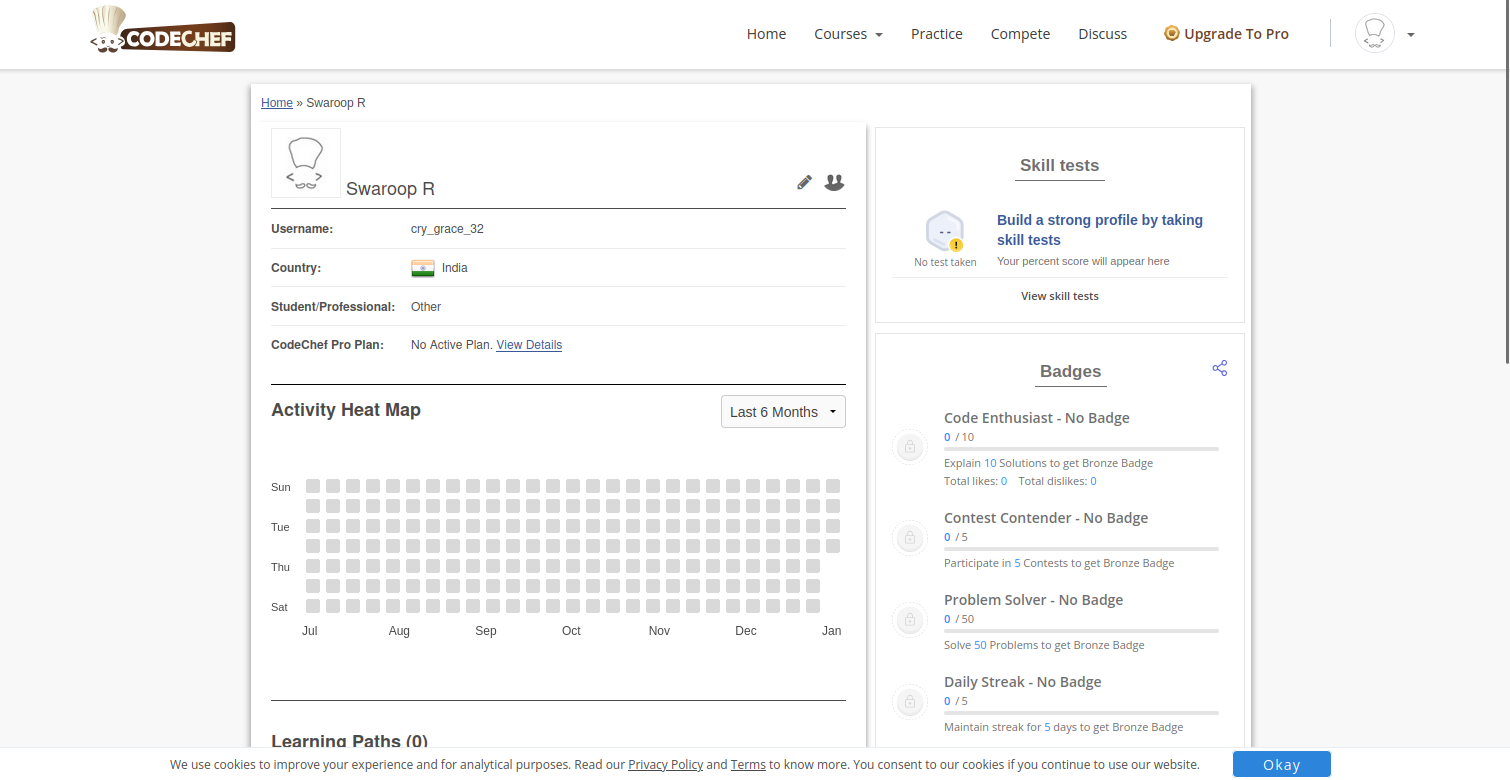 CODECHEF
Home Courses Practice Compete Discuss Upgrade To Pro
Home » Swaroop R
Swaroop R
Username: cry_grace_32
Country: India
Student/Professional: Other
CodeChef Pro Plan: No Active Plan. View Details
Activity Heat Map
Last 6 Months
Sun
Tue
Thu
Sat
Jul Aug Sep Oct Nov Dec Jan
Learning Paths (0)
Skill tests
--
!
No test taken
Build a strong profile by taking
skill tests
Your percent score will appear here
View skill tests
Badges
Code Enthusiast - No Badge
0 / 10
Explain 10 Solutions to get Bronze Badge
Total likes: 0 Total dislikes: 0
Contest Contender - No Badge
0 / 5
Participate in 5 Contests to get Bronze Badge
Problem Solver - No Badge
0 / 50
Solve 50 Problems to get Bronze Badge
Daily Streak - No Badge
0 / 5
Maintain streak for 5 days to get Bronze Badge
We use cookies to improve your experience and for analytical purposes. Read our Privacy Policy and Terms to know more. You consent to our cookies if you continue to use our website. Okay